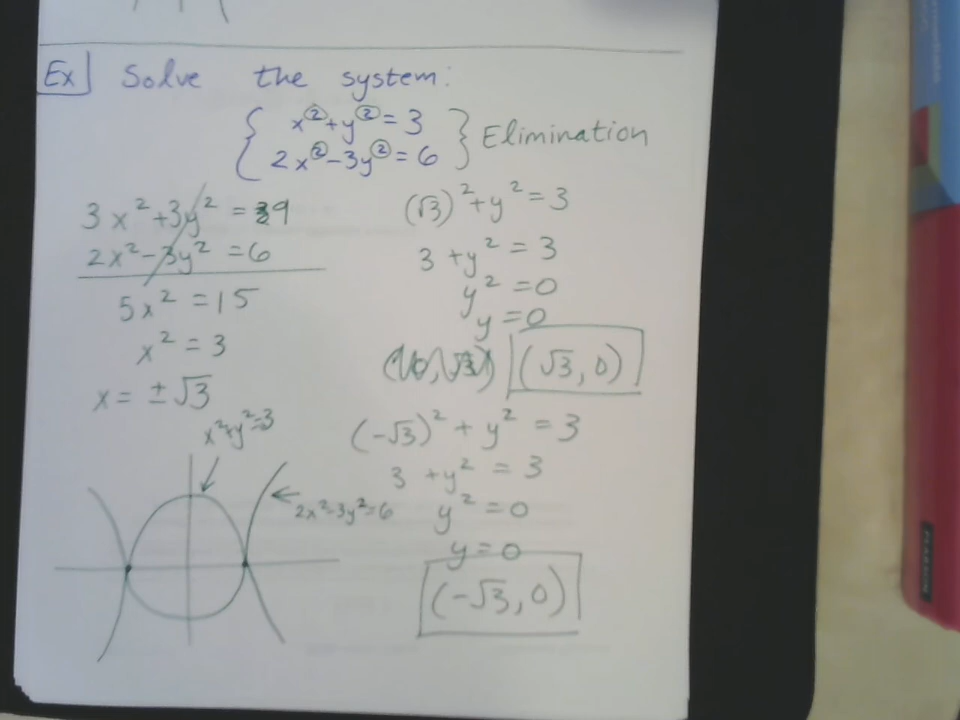 Ex Solve the system:
x²+y²=3
2x²-3y²=6
Elimination
3x²+3y²=9
2x²-3y²=6
5x²=15
x²=3
x=±√3
(√3)²+y²=3
3+y²=3
y²=0
y=0
(√3,0)
(-√3)²+y²=3
3+y²=3
y²=0
y=0
(-√3,0)
x²+y²=3
2x²-3y²=6
PEARSON